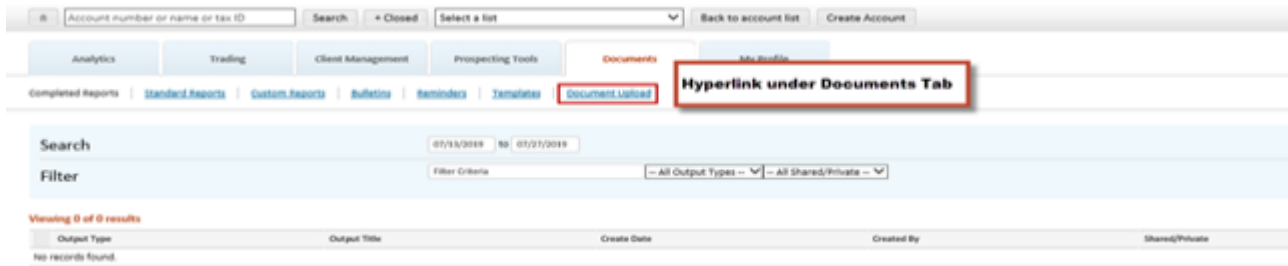 Account number or name or tax ID Search + Closed Select a list Back to account list Create Account
Analytics Trading Client Management Prospecting Tools Documents My Profile
Hyperlink under Documents Tab
Completed Reports Standard Reports Custom Reports Bulletins Reminders Templates Document Upload
Search 07/13/2019 to 07/27/2019
Filter Filter Criteria -- All Output Types -- -- All Shared/Private --
Viewing 0 of 0 results
Output Type Output Title Create Date Created By Shared/Private
No records found.